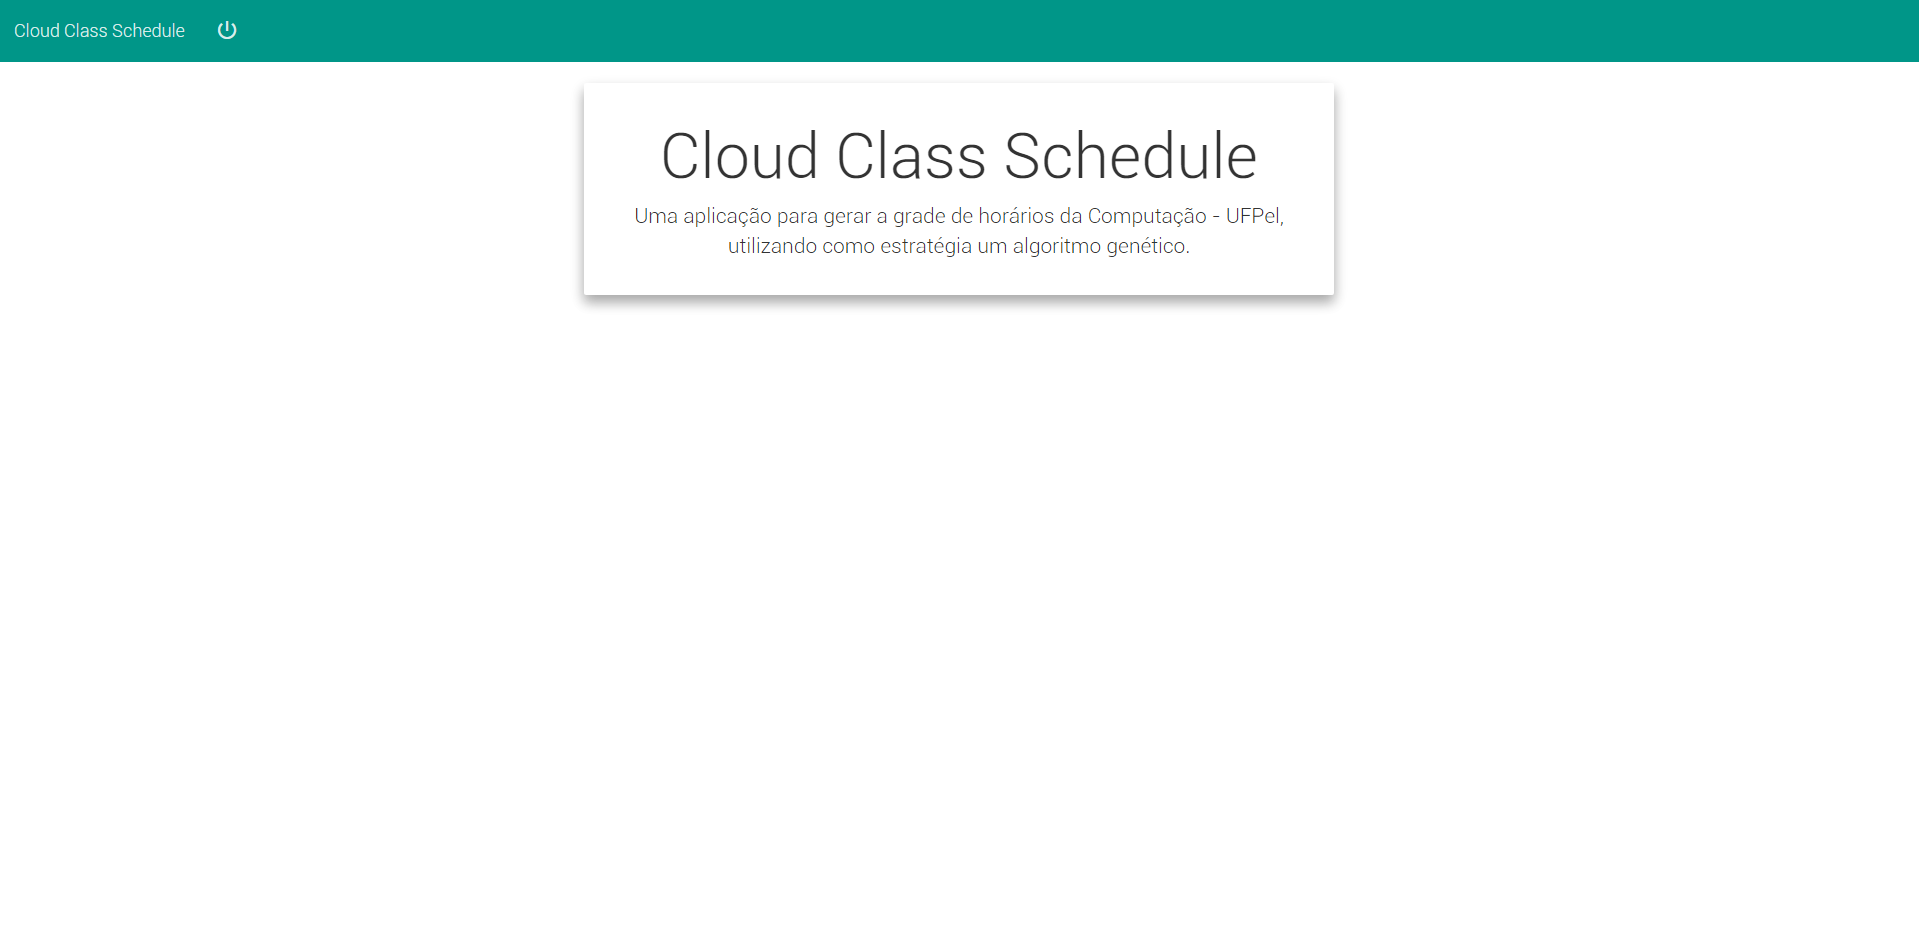 Cloud Class Schedule
Cloud Class Schedule
Uma aplicação para gerar a grade de horários da Computação - UFPel,
utilizando como estratégia um algoritmo genético.